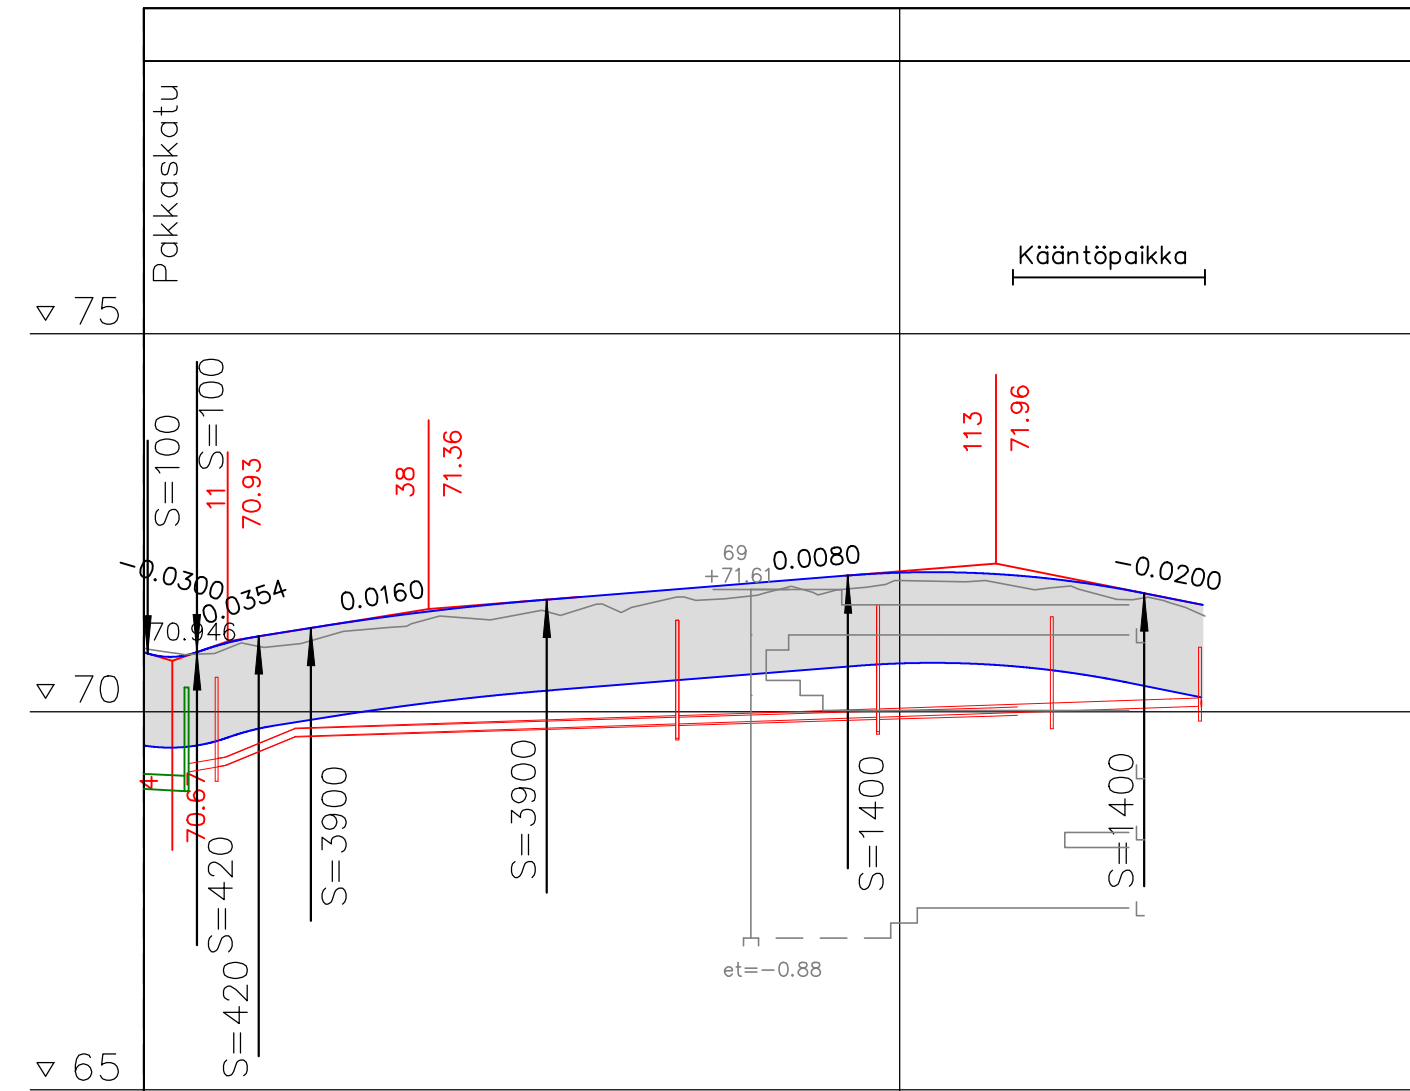 Pakkaskatu
Kääntöpaikka
▽ 75
S=100
S=100
11
70.93
38
71.36
113
71.96
-0.0300
0.0354
0.0160
69
+71.61
0.0080
-0.0200
70.946
▽ 70
4
70.67
S=420
S=420
S=3900
S=3900
S=1400
S=1400
et=-0.88
▽ 65